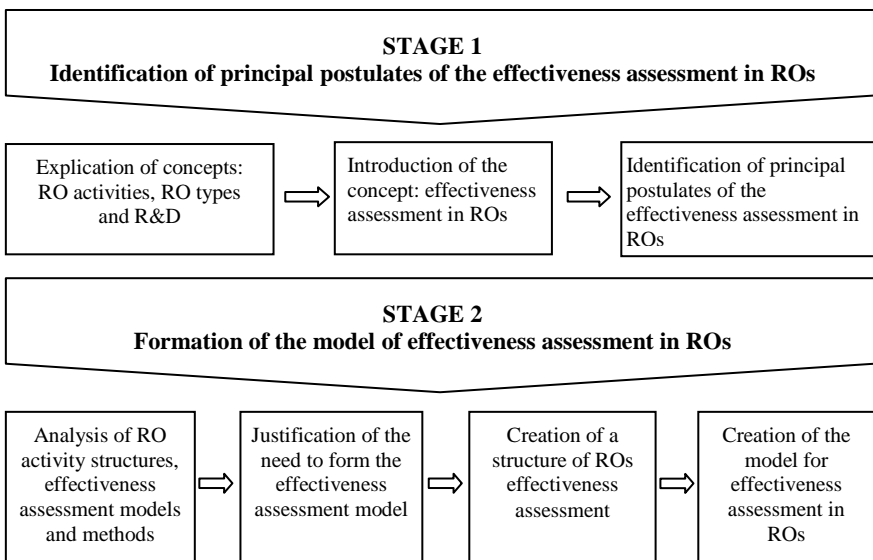 STAGE 1
Identification of principal postulates of the effectiveness assessment in ROs
Explication of concepts:
RO activities, RO types
and R&D
Introduction of the
concept: effectiveness
assessment in ROs
Identification of principal
postulates of the
effectiveness assessment in
ROs
STAGE 2
Formation of the model of effectiveness assessment in ROs
Analysis of RO
activity structures,
effectiveness
assessment models
and methods
Justification of the
need to form the
effectiveness
assessment model
Creation of a
structure of ROs
effectiveness
assessment
Creation of the
model for
effectiveness
assessment in
ROs